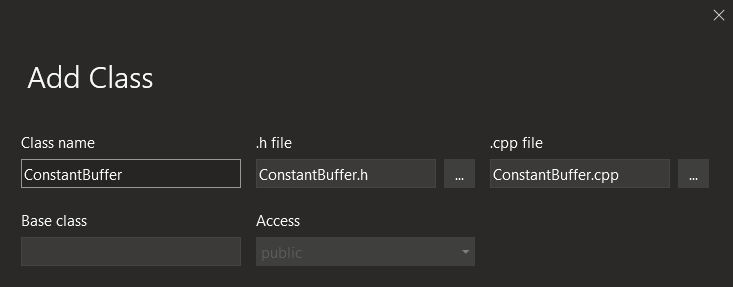 Add Class
Class name .h file .cpp file
ConstantBuffer ConstantBuffer.h ... ConstantBuffer.cpp ...
Base class Access
public